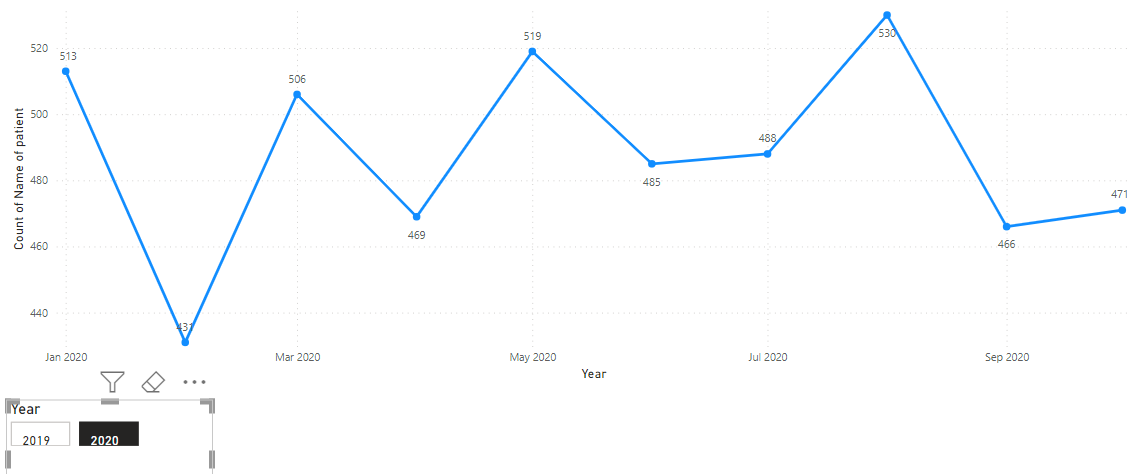 530
519
520
513
506
500
488
485
480
471
469
466
460
440
431
Count of Name of patient
Jan 2020
Mar 2020
May 2020
Jul 2020
Sep 2020
Year
Year
2019
2020